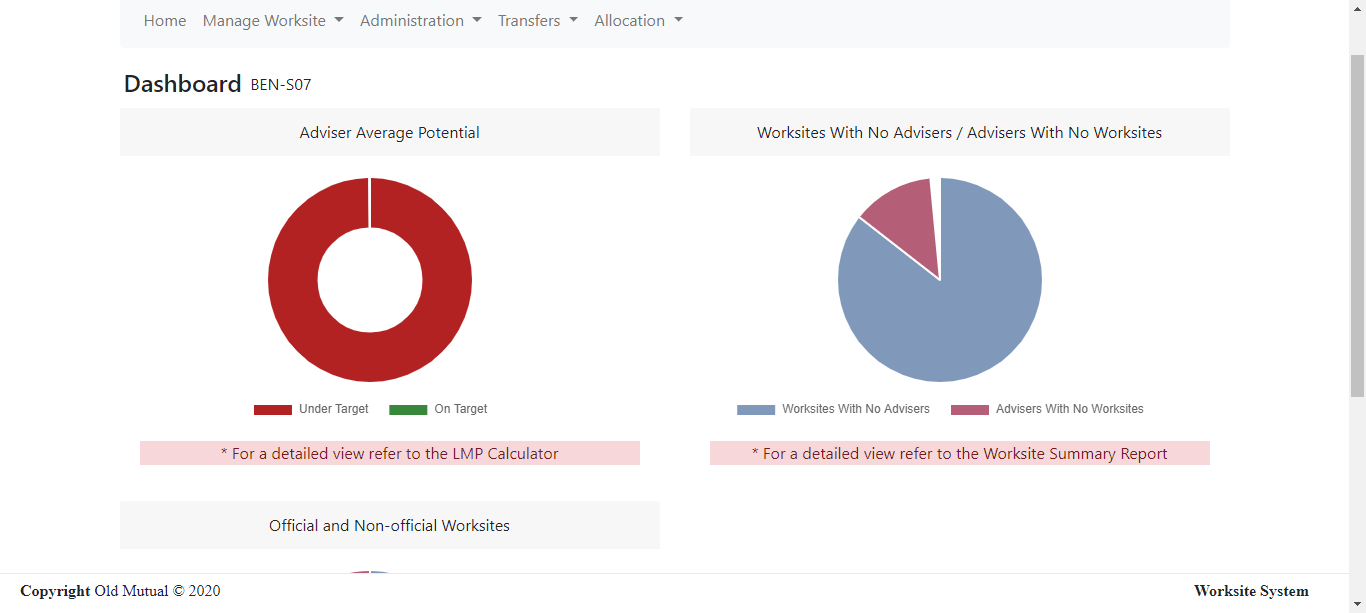 Home Manage Worksite Administration Transfers Allocation
Dashboard BEN-S07
Adviser Average Potential
Worksites With No Advisers / Advisers With No Worksites
Under Target On Target
Worksites With No Advisers Advisers With No Worksites
* For a detailed view refer to the LMP Calculator
* For a detailed view refer to the Worksite Summary Report
Official and Non-official Worksites
Copyright Old Mutual © 2020
Worksite System